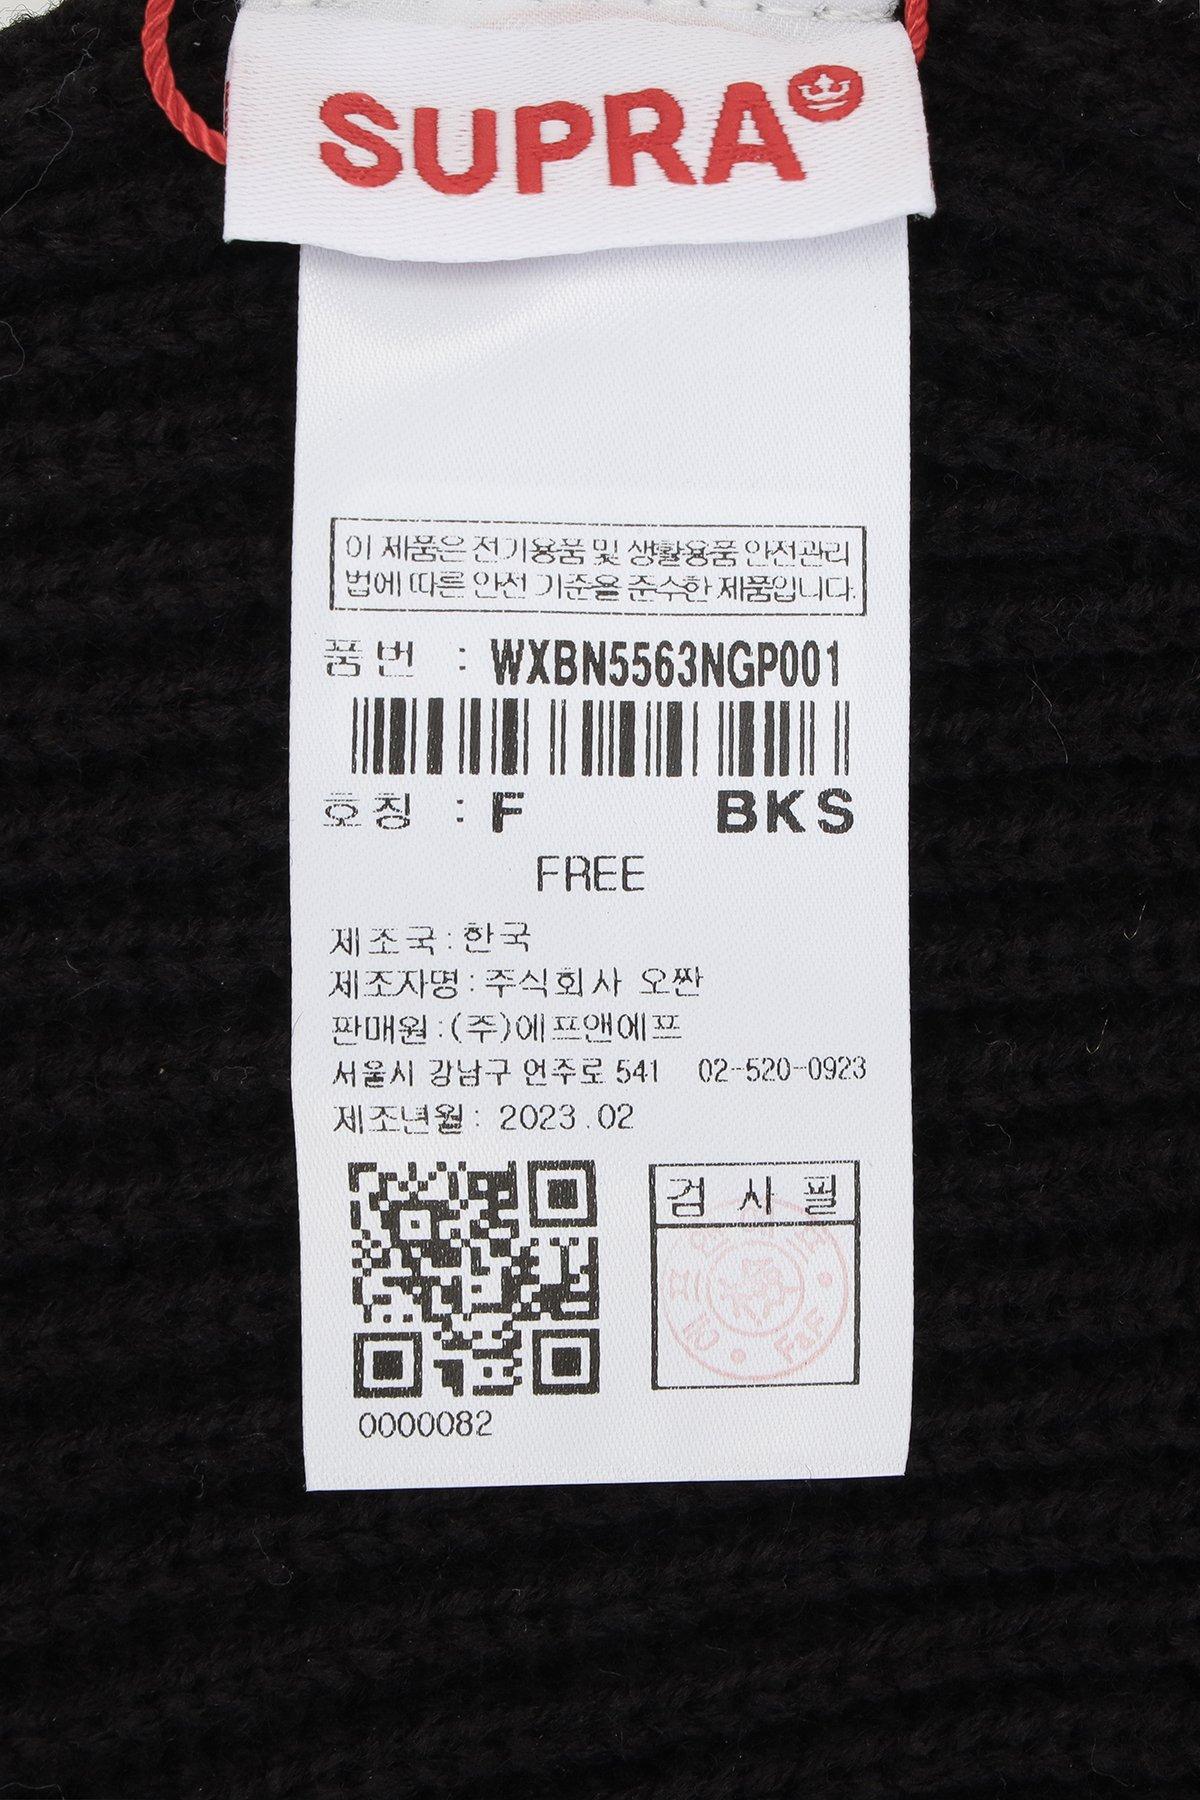 SUPRA
이 제품은 전기용품 및 생활용품 안전관리
법에 따른 안전 기준을 준수한 제품입니다.
품번 : WXBN5563NGP001
호칭 : F BKS
FREE
제조국 : 한국
제조자명 : 주식회사 오짠
판매원 : (주)에프앤에프
서울시 강남구 언주로 541 02-520-0923
제조년월 : 2023.02
검사필
F&F
0000082